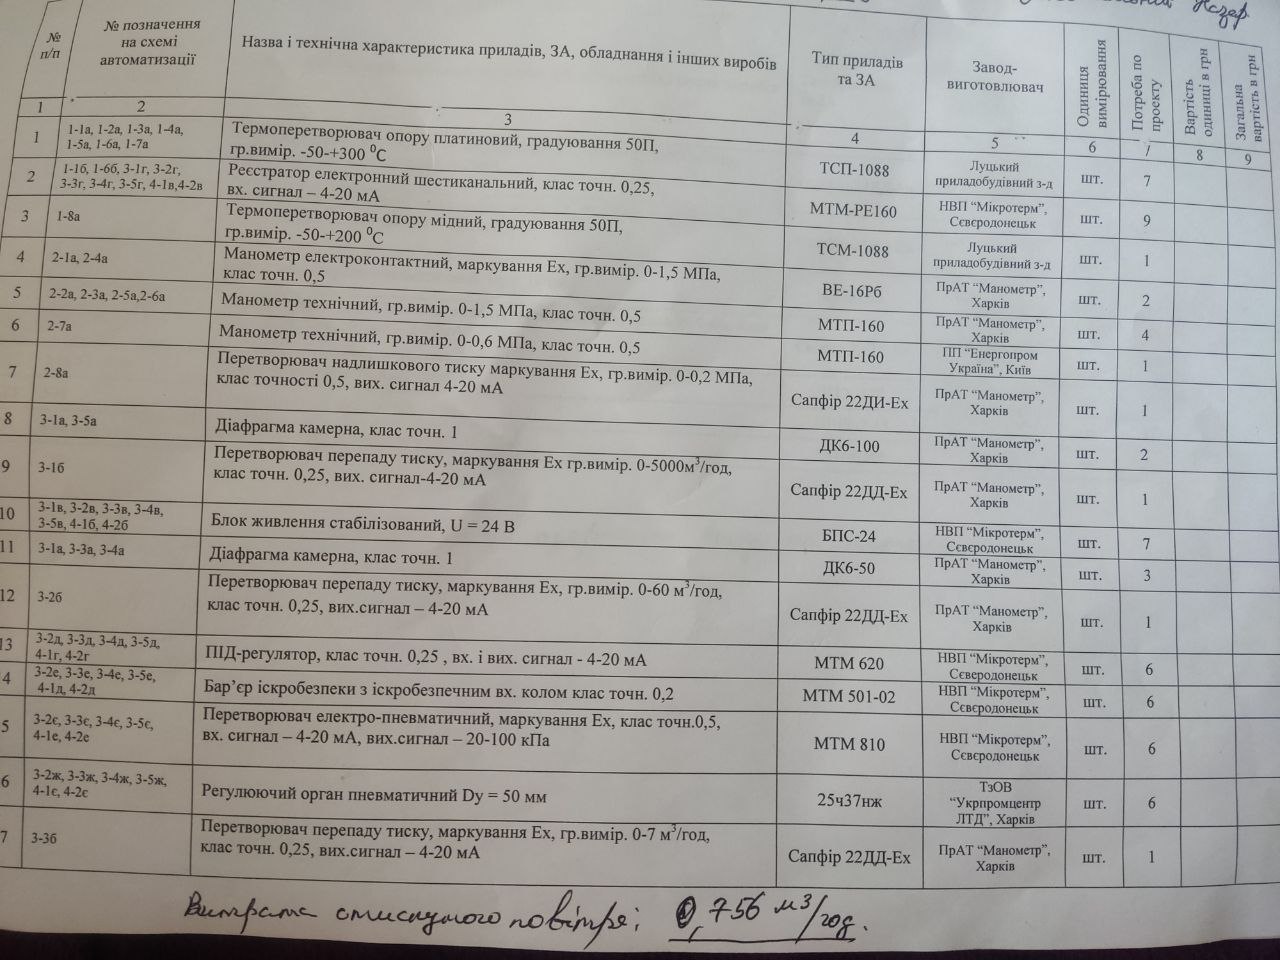 №
п/п
№ позначення
на схемі
автоматизації
Назва і технічна характеристика приладів, ЗА, обладнання і інших виробів
Тип приладів
та ЗА
Завод-
виготовлювач
Одиниця
вимірювання
Потреба по
проекту
Вартість
одиниці в грн
Загальна
вартість в грн
1 2 3 4 5 6 7 8 9
1
1-1а, 1-2а, 1-3а, 1-4а,
1-5а, 1-6а, 1-7а
Термоперетворювач опору платиновий, градуювання 50П,
гр.вимір. -50-+300 ⁰С
ТСП-1088
Луцький
приладобудівний з-д
шт.
7
2
1-1б, 1-6б, 3-1г, 3-2г,
3-3г, 3-4г, 3-5г, 4-1в,4-2в
Реєстратор електронний шестиканальний, клас точн. 0,25,
вх. сигнал – 4-20 мА
МТМ-РЕ160
НВП “Мікротерм”,
Сєвєродонецьк
шт.
9
3
1-8а
Термоперетворювач опору мідний, градуювання 50П,
гр.вимір. -50-+200 ⁰С
ТСМ-1088
Луцький
приладобудівний з-д
шт.
1
4
2-1а, 2-4а
Манометр електроконтактний, маркування Ех, гр.вимір. 0-1,5 МПа,
клас точн. 0,5
ВЕ-16Рб
ПрАТ “Манометр”,
Харків
шт.
2
5
2-2а, 2-3а, 2-5а,2-6а
Манометр технічний, гр.вимір. 0-1,5 МПа, клас точн. 0,5
МТП-160
ПрАТ “Манометр”,
Харків
шт.
4
6
2-7а
Манометр технічний, гр.вимір. 0-0,6 МПа, клас точн. 0,5
МТП-160
ПП “Енергопром
Україна”, Київ
шт.
1
7
2-8а
Перетворювач надлишкового тиску маркування Ех, гр.вимір. 0-0,2 МПа,
клас точності 0,5, вих. сигнал 4-20 мА
Сапфір 22ДИ-Ех
ПрАТ “Манометр”,
Харків
шт.
1
8
3-1а, 3-5а
Діафрагма камерна, клас точн. 1
ДК6-100
ПрАТ “Манометр”,
Харків
шт.
2
9
3-1б
Перетворювач перепаду тиску, маркування Ех гр.вимір. 0-5000м³/год,
клас точн. 0,25, вих. сигнал-4-20 мА
Сапфір 22ДД-Ех
ПрАТ “Манометр”,
Харків
шт.
1
10
3-1в, 3-2в, 3-3в, 3-4в,
3-5в, 4-1б, 4-2б
Блок живлення стабілізований, U = 24 В
БПС-24
НВП “Мікротерм”,
Сєвєродонецьк
шт.
7
11
3-1а, 3-3а, 3-4а
Діафрагма камерна, клас точн. 1
ДК6-50
ПрАТ “Манометр”,
Харків
шт.
3
12
3-2б
Перетворювач перепаду тиску, маркування Ех, гр.вимір. 0-60 м³/год,
клас точн. 0,25, вих.сигнал – 4-20 мА
Сапфір 22ДД-Ех
ПрАТ “Манометр”,
Харків
шт.
1
13
3-2д, 3-3д, 3-4д, 3-5д,
4-1г, 4-2г
ПІД-регулятор, клас точн. 0,25 , вх. і вих. сигнал - 4-20 мА
МТМ 620
НВП “Мікротерм”,
Сєвєродонецьк
шт.
6
4
3-2е, 3-3е, 3-4е, 3-5е,
4-1д, 4-2д
Бар’єр іскробезпеки з іскробезпечним вх. колом клас точн. 0,2
МТМ 501-02
НВП “Мікротерм”,
Сєвєродонецьк
шт.
6
5
3-2є, 3-3є, 3-4є, 3-5є,
4-1е, 4-2е
Перетворювач електро-пневматичний, маркування Ех, клас точн.0,5,
вх. сигнал – 4-20 мА, вих.сигнал – 20-100 кПа
МТМ 810
НВП “Мікротерм”,
Сєвєродонецьк
шт.
6
6
3-2ж, 3-3ж, 3-4ж, 3-5ж,
4-1є, 4-2є
Регулюючий орган пневматичний Dy = 50 мм
25ч37нж
ТзОВ
“Укрпромцентр
ЛТД”, Харків
шт.
6
7
3-3б
Перетворювач перепаду тиску, маркування Ех, гр.вимір. 0-7 м³/год,
клас точн. 0,25, вих.сигнал – 4-20 мА
Сапфір 22ДД-Ех
ПрАТ “Манометр”,
Харків
шт.
1
Витрата стиснутого повітря: 0,756 м³/год.